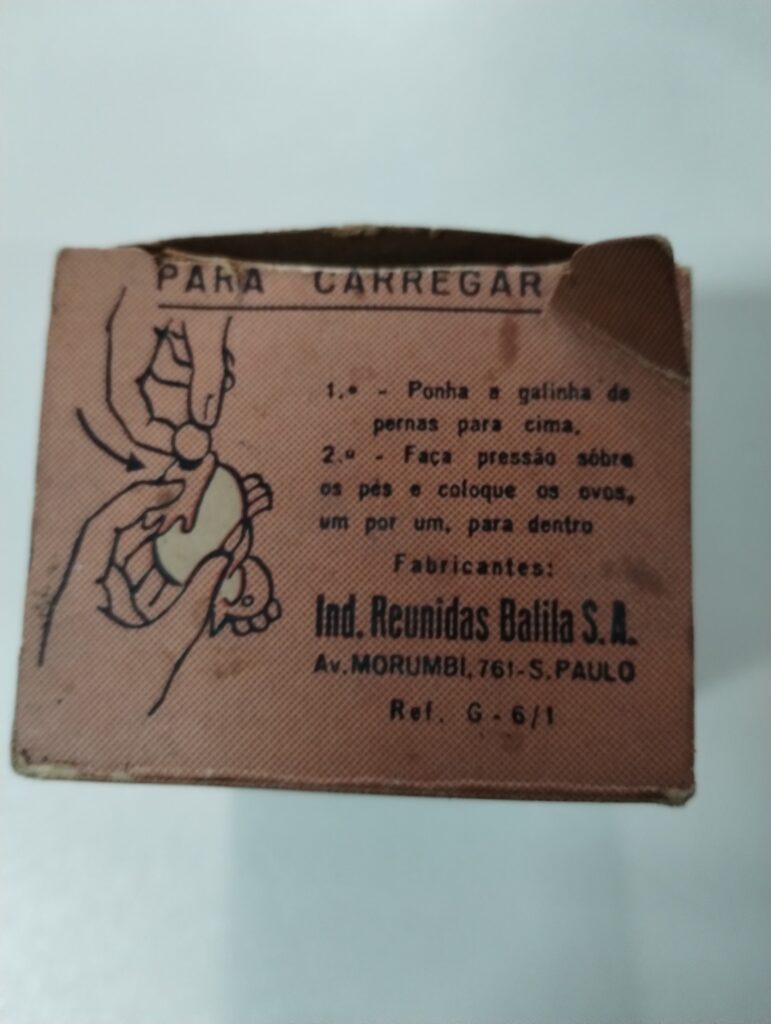 PARA CARREGAR
1.º - Ponha a galinha de
pernas para cima.
2.º - Faça pressão sôbre
os pés e coloque os ovos,
um por um, para dentro
Fabricantes:
Ind. Reunidas Balila S. A.
Av. MORUMBI, 761 - S. PAULO
Ref. G - 6/1